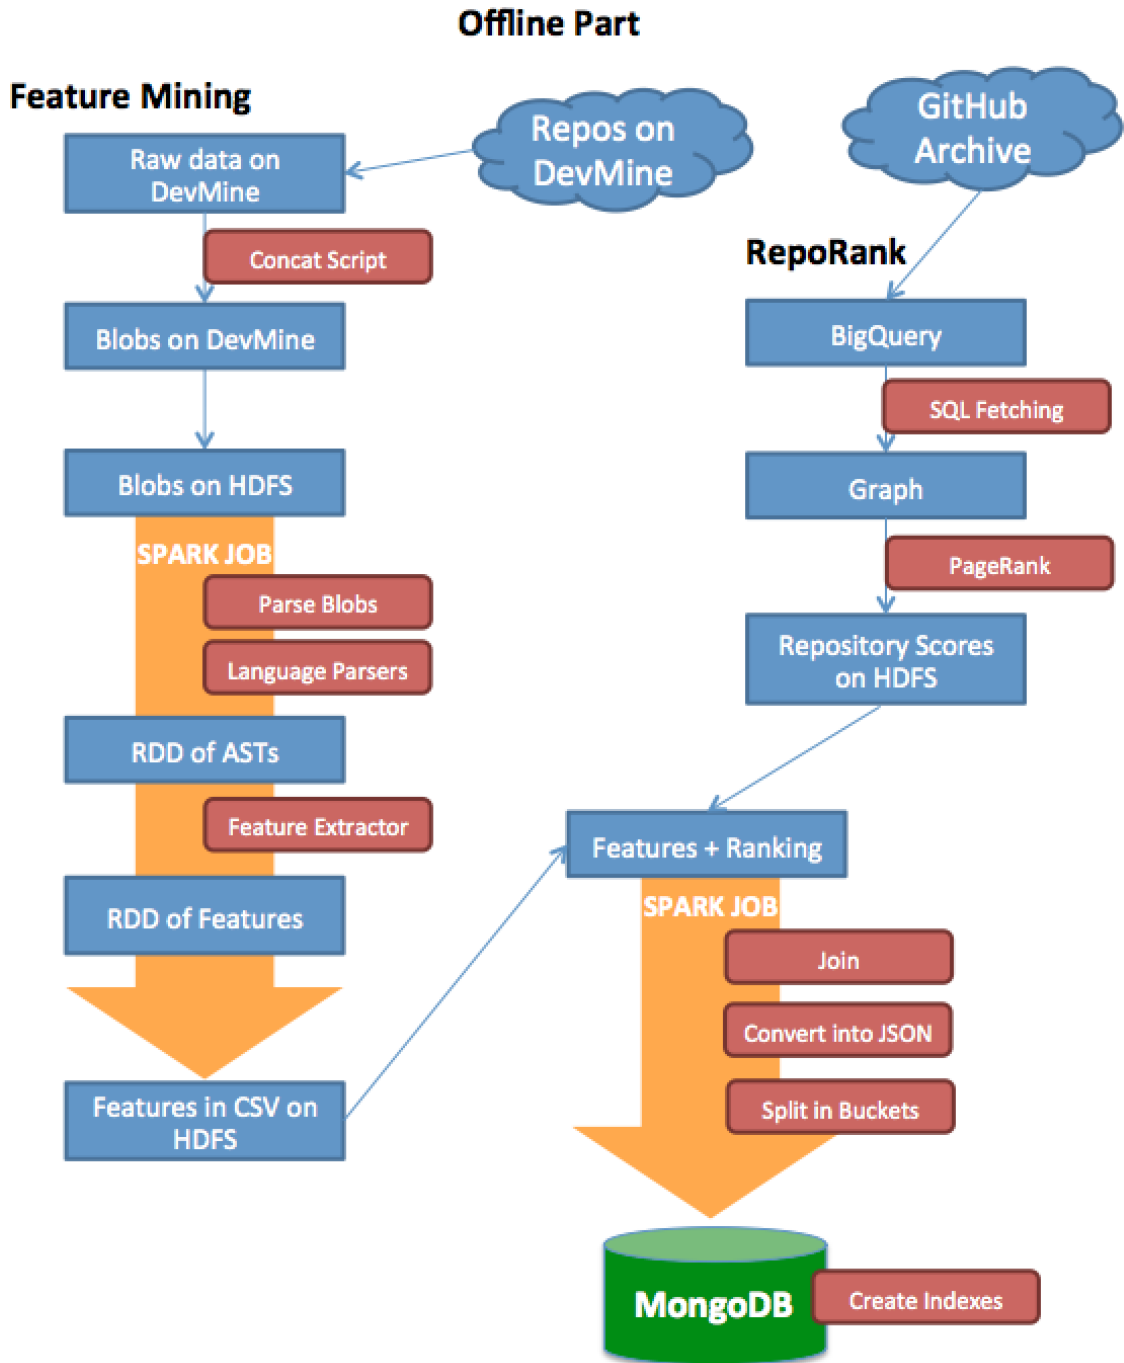 Offline Part
Feature Mining
Repos on
DevMine
GitHub
Archive
Raw data on
DevMine
Concat Script
Blobs on DevMine
Blobs on HDFS
SPARK JOB
Parse Blobs
Language Parsers
RDD of ASTs
Feature Extractor
RDD of Features
Features in CSV on
HDFS
RepoRank
BigQuery
SQL Fetching
Graph
PageRank
Repository Scores
on HDFS
Features + Ranking
SPARK JOB
Join
Convert into JSON
Split in Buckets
MongoDB
Create Indexes